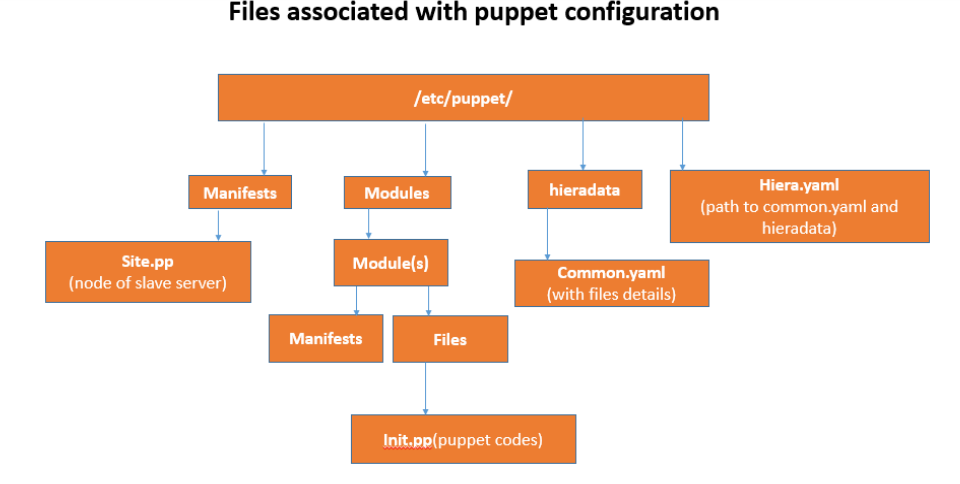 Files associated with puppet configuration
/etc/puppet/
Manifests
Modules
hieradata
Hiera.yaml
(path to common.yaml and
hieradata)
Site.pp
(node of slave server)
Module(s)
Common.yaml
(with files details)
Manifests
Files
Init.pp(puppet codes)